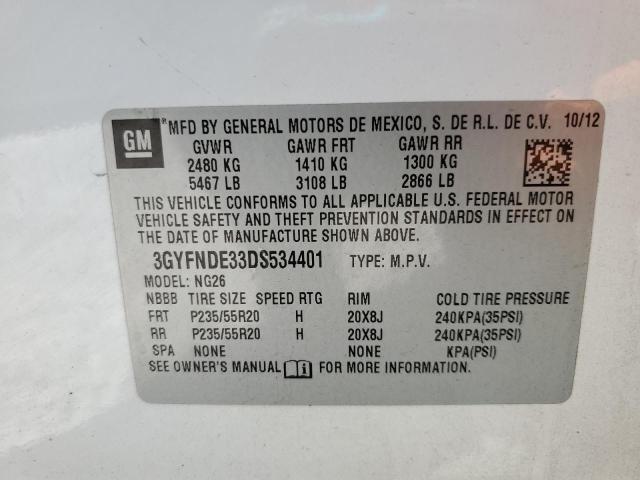 GM ® MFD BY GENERAL MOTORS DE MEXICO, S. DE R.L. DE C.V. 10/12
GVWR GAWR FRT GAWR RR
2480 KG 1410 KG 1300 KG
5467 LB 3108 LB 2866 LB
THIS VEHICLE CONFORMS TO ALL APPLICABLE U.S. FEDERAL MOTOR
VEHICLE SAFETY AND THEFT PREVENTION STANDARDS IN EFFECT ON
THE DATE OF MANUFACTURE SHOWN ABOVE.
3GYFNDE33DS534401 TYPE: M.P.V.
MODEL: NG26
NBBB TIRE SIZE SPEED RTG RIM COLD TIRE PRESSURE
FRT P235/55R20 H 20X8J 240KPA(35PSI)
RR P235/55R20 H 20X8J 240KPA(35PSI)
SPA NONE NONE KPA(PSI)
SEE OWNER'S MANUAL FOR MORE INFORMATION.